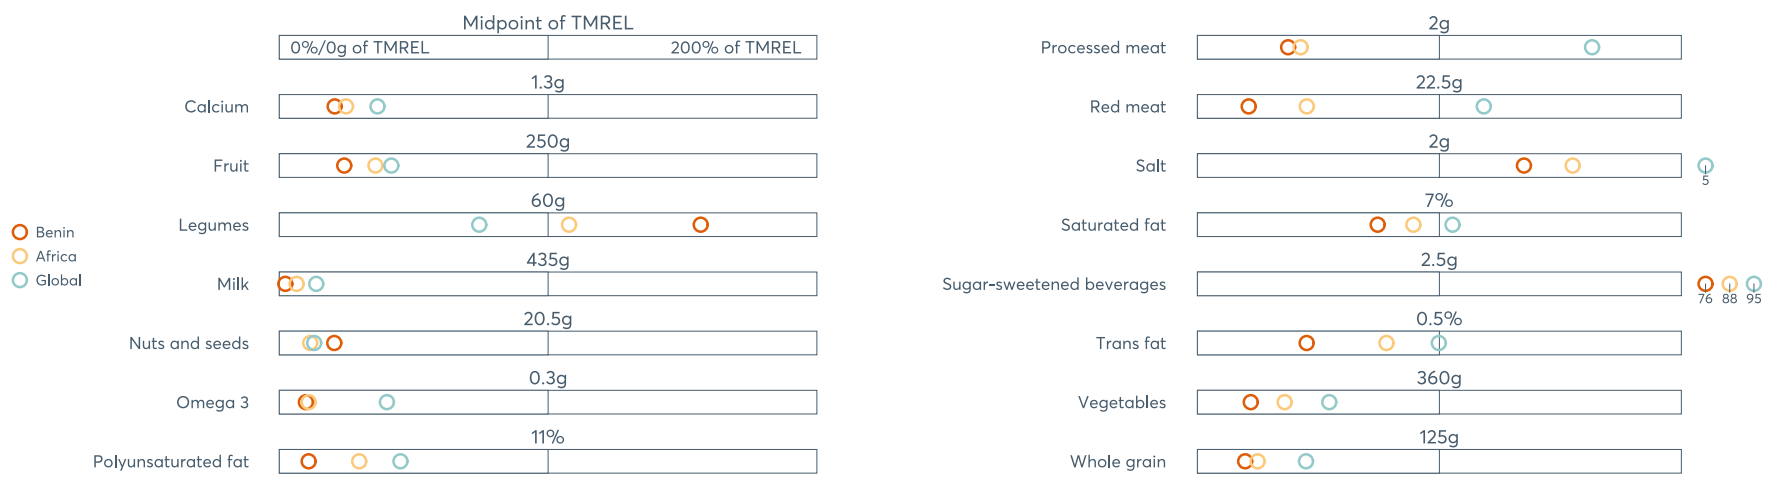 Midpoint of TMREL
0%/0g of TMREL 200% of TMREL
1.3g
Calcium
250g
Fruit
60g
Legumes
435g
Milk
20.5g
Nuts and seeds
0.3g
Omega 3
11%
Polyunsaturated fat
Benin
Africa
Global
2g
Processed meat
22.5g
Red meat
2g
Salt
5
7%
Saturated fat
2.5g
Sugar-sweetened beverages
76 88 95
0.5%
Trans fat
360g
Vegetables
125g
Whole grain